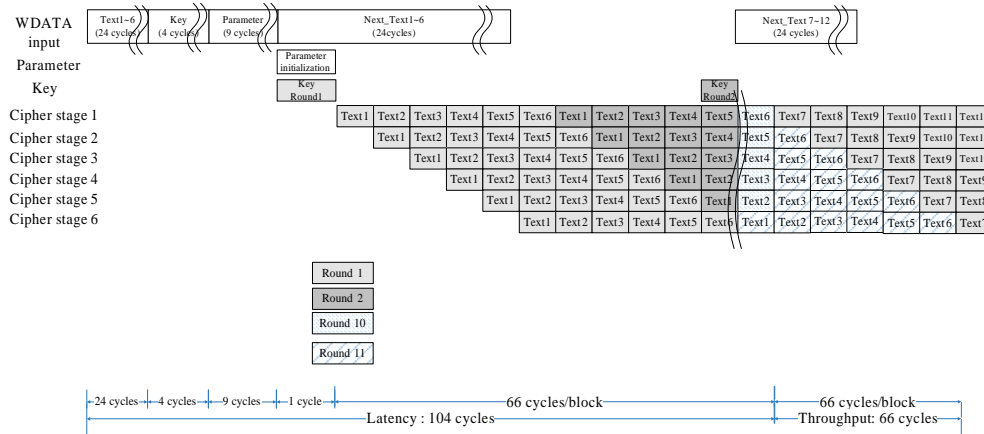 WDATA input
Text1~6 (24 cycles) Key (4 cycles) Parameter (9 cycles) Next_Text1~6 (24cycles) Next_Text 7~12 (24 cycles)
Parameter
Parameter initialization
Key
Key Round1 Key Round2
Cipher stage 1 Text1 Text2 Text3 Text4 Text5 Text6 Text1 Text2 Text3 Text4 Text5 Text6 Text7 Text8 Text9 Text10 Text11 Text1
Cipher stage 2 Text1 Text2 Text3 Text4 Text5 Text6 Text1 Text2 Text3 Text4 Text5 Text6 Text7 Text8 Text9 Text10 Text1
Cipher stage 3 Text1 Text2 Text3 Text4 Text5 Text6 Text1 Text2 Text3 Text4 Text5 Text6 Text7 Text8 Text9 Text1
Cipher stage 4 Text1 Text2 Text3 Text4 Text5 Text6 Text1 Text2 Text3 Text4 Text5 Text6 Text7 Text8 Text9
Cipher stage 5 Text1 Text2 Text3 Text4 Text5 Text6 Text1 Text2 Text3 Text4 Text5 Text6 Text7 Text8
Cipher stage 6 Text1 Text2 Text3 Text4 Text5 Text6 Text1 Text2 Text3 Text4 Text5 Text6 Text7
Round 1
Round 2
Round 10
Round 11
24 cycles 4 cycles 9 cycles 1 cycle 66 cycles/block 66 cycles/block
Latency : 104 cycles Throughput: 66 cycles